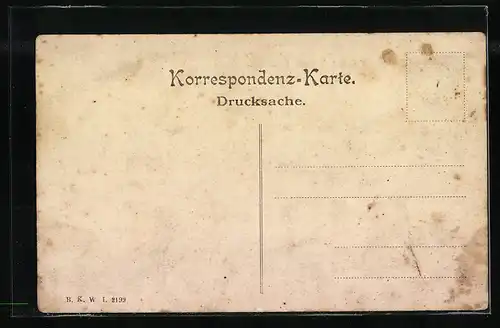 Korrespondenz-Karte.
Drucksache.
B. K. W. I. 2199